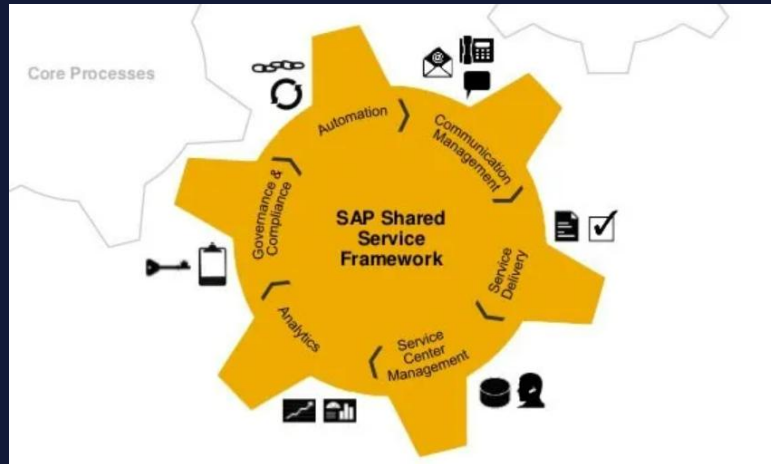 Core Processes
Automation
Communication
Management
Service
Delivery
Service
Center
Management
Analytics
Governance &
Compliance
SAP Shared
Service
Framework